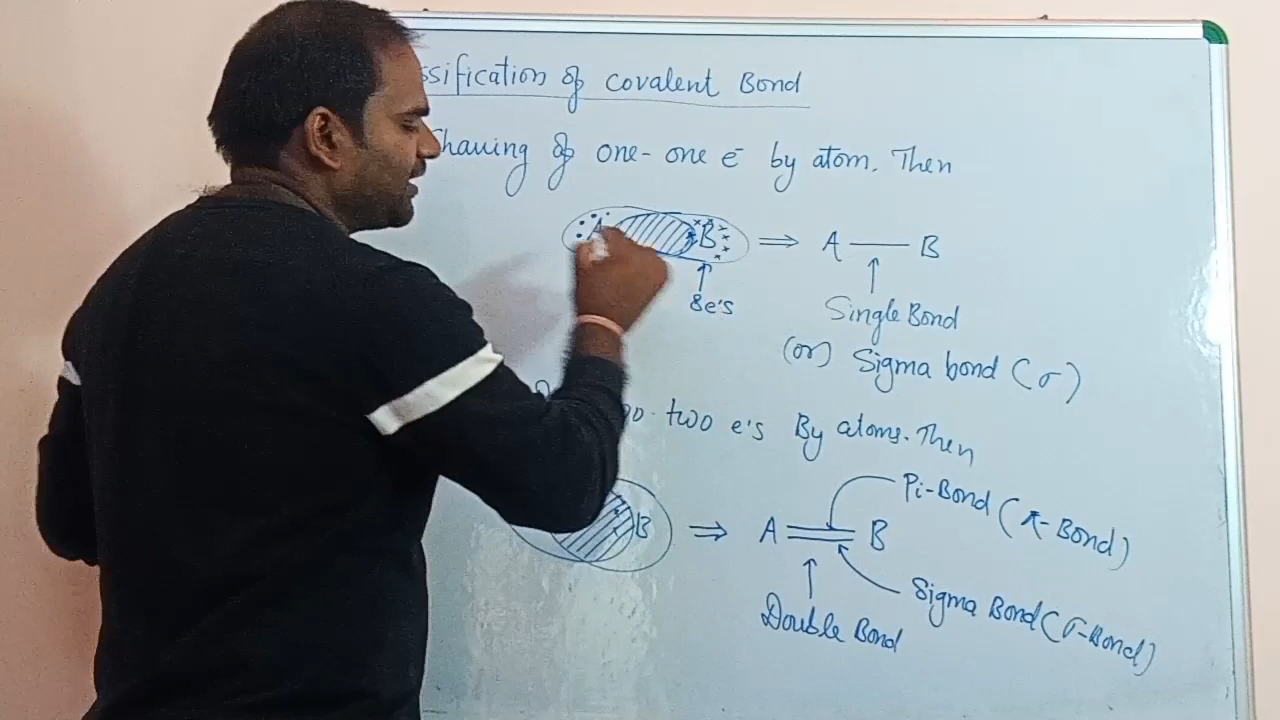 ssification of covalent Bond
Sharing of one-one e⁻ by atom. Then
A B ⇒ A — B
8e's
Single Bond
(or) Sigma bond (σ)
two e's By atoms. Then
Pi-Bond (π-Bond)
B ⇒ A = B
Sigma Bond (σ-Bond)
Double Bond